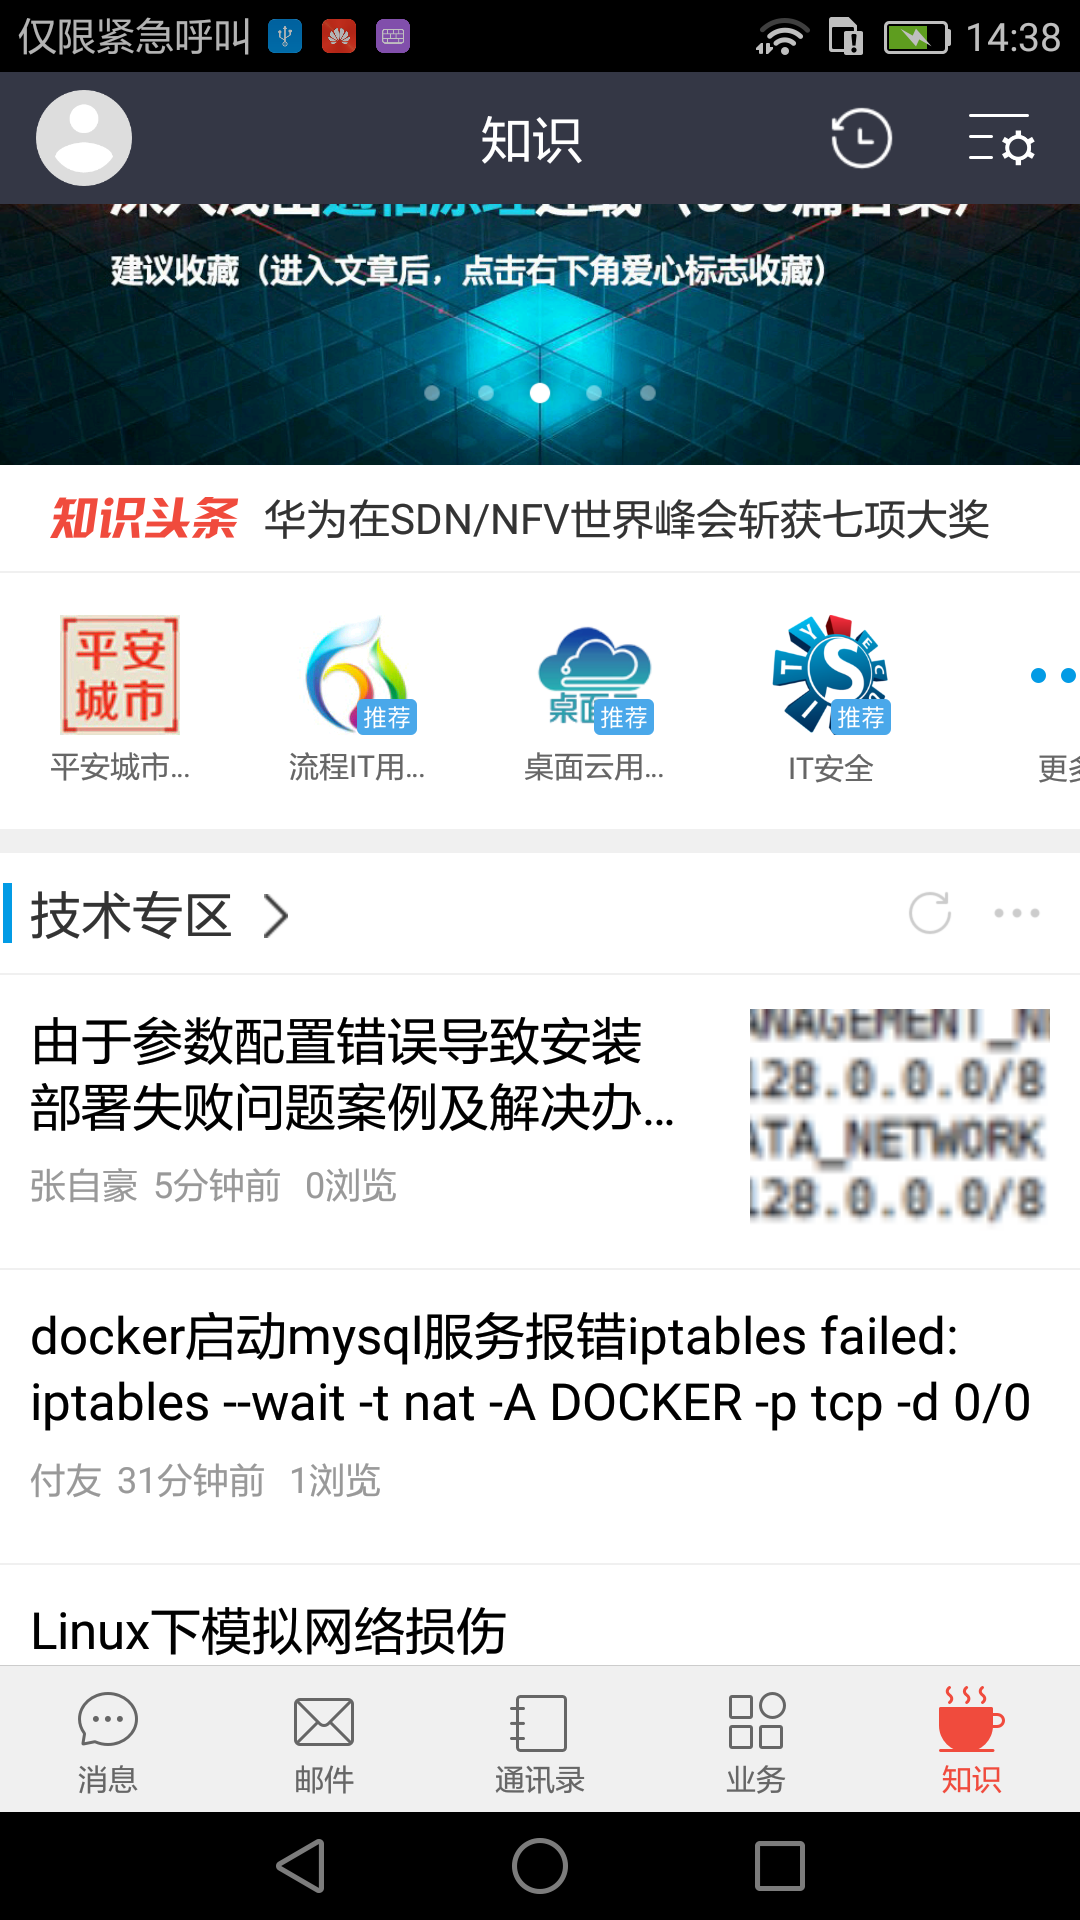 仅限紧急呼叫
14:38
知识
建议收藏（进入文章后，点击右下角爱心标志收藏）
知识头条 华为在SDN/NFV世界峰会斩获七项大奖
平安
城市
推荐
推荐
推荐
平安城市...
流程IT用...
桌面云用...
IT安全
技术专区
由于参数配置错误导致安装
部署失败问题案例及解决办...
张自豪 5分钟前 0浏览
128.0.0.0/8
ATA_NETWORK
128.0.0.0/8
docker启动mysql服务报错iptables failed:
iptables --wait -t nat -A DOCKER -p tcp -d 0/0
付友 31分钟前 1浏览
Linux下模拟网络损伤
消息
邮件
通讯录
业务
知识